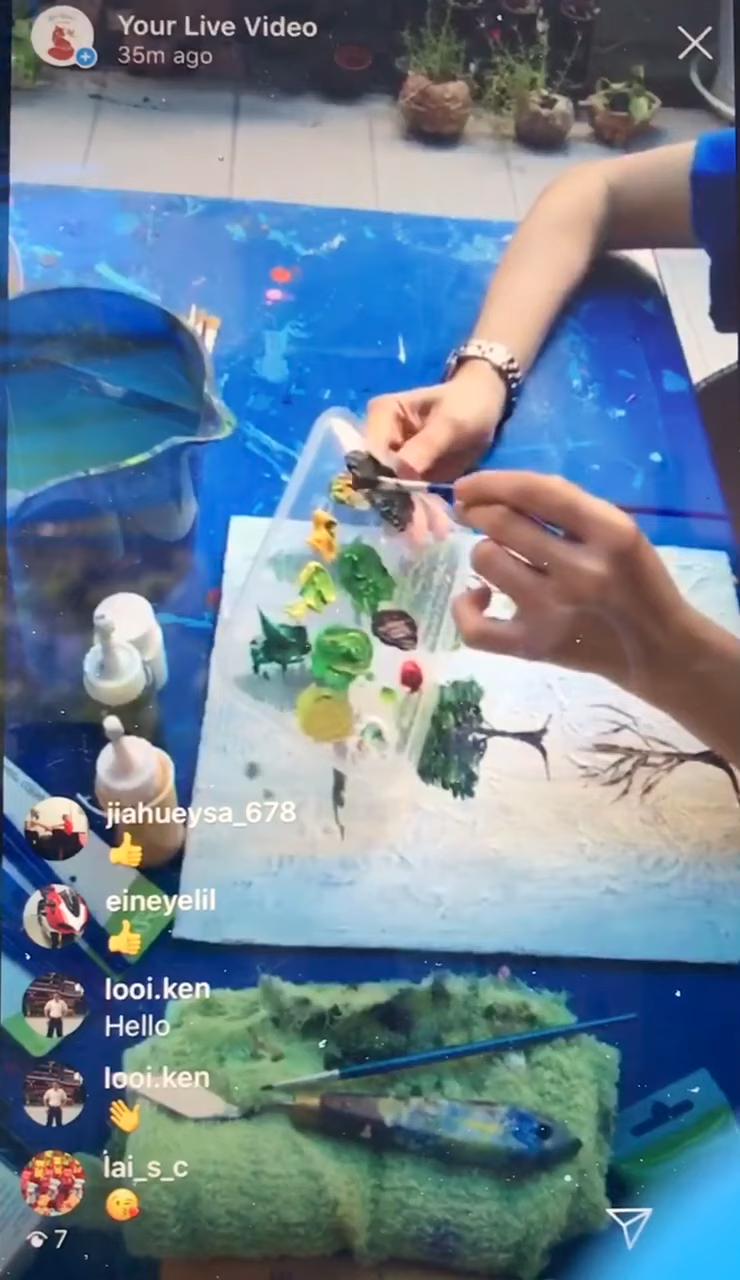 Your Live Video
35m ago
jiahueysa_678
👍
eineyelil
👍
looi.ken
Hello
looi.ken
👋
lai_s_c
😘
7